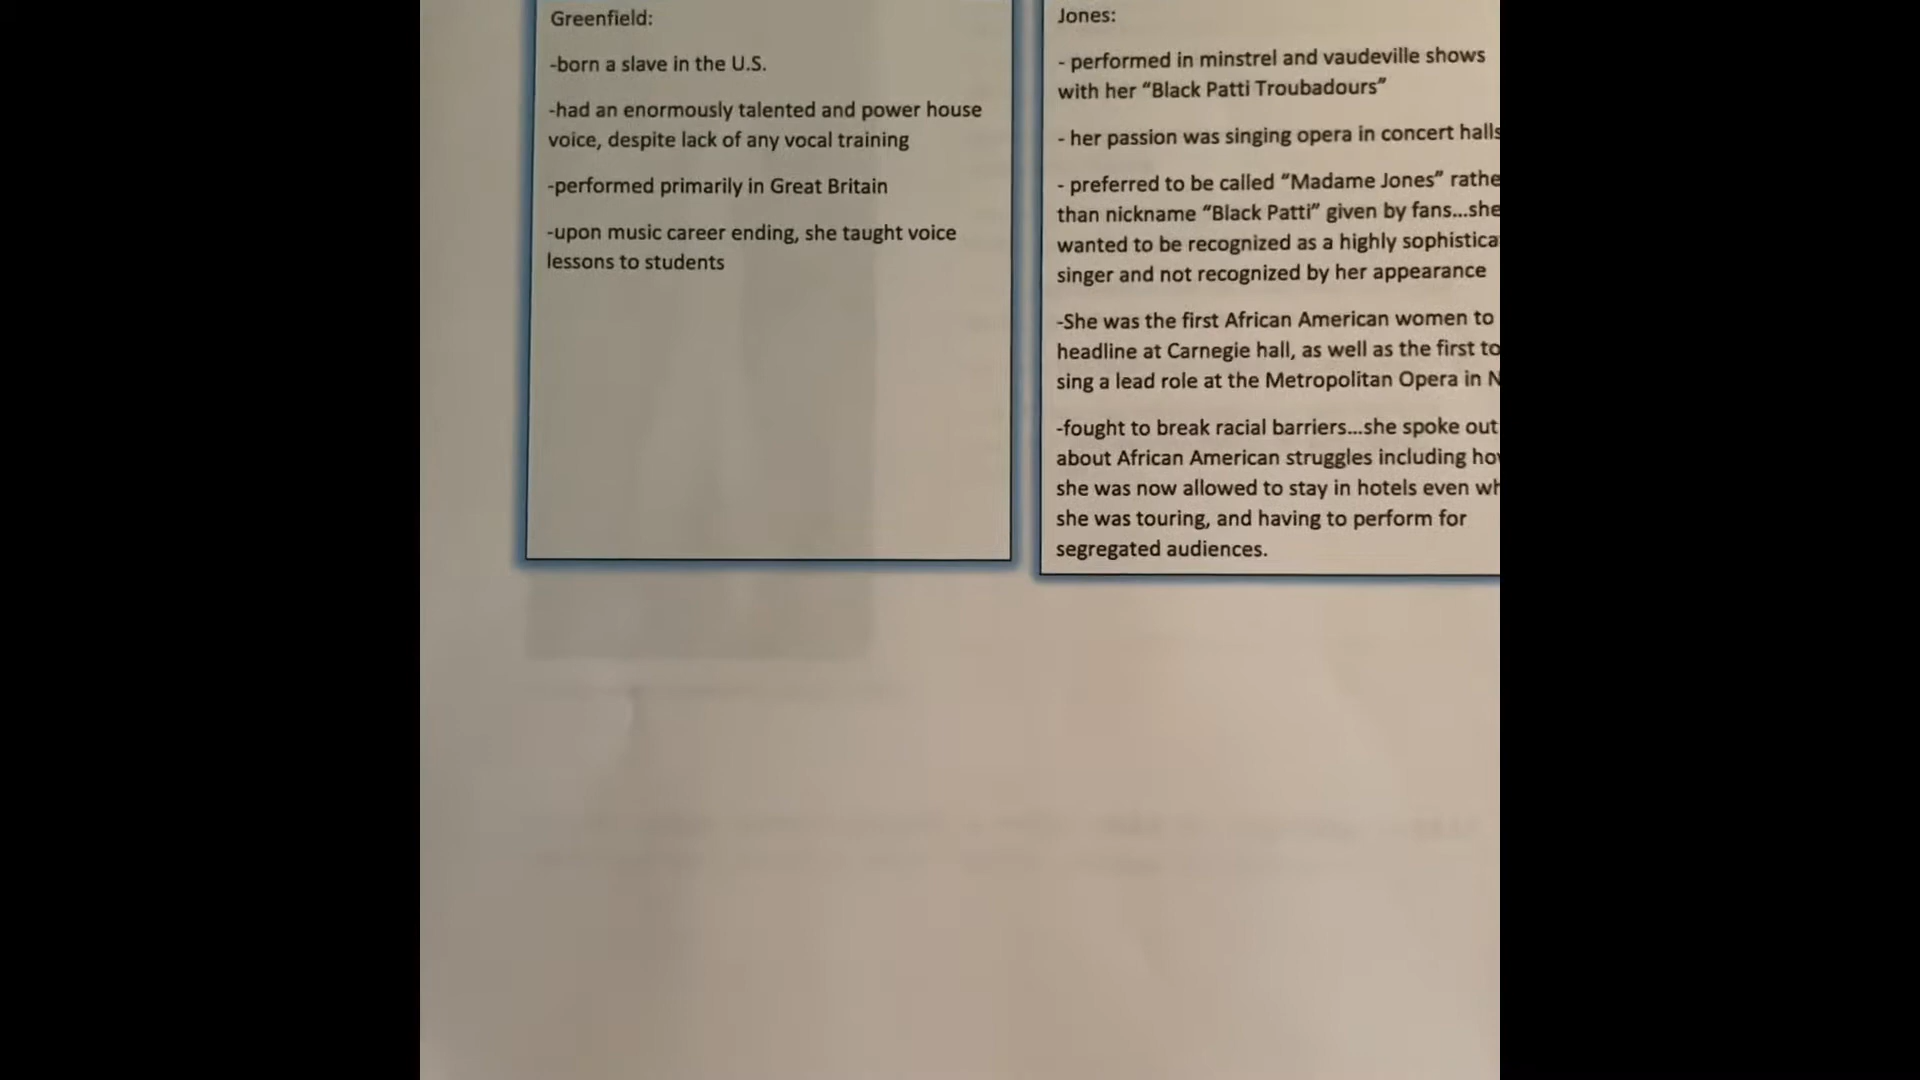 Greenfield:
-born a slave in the U.S.
-had an enormously talented and power house
voice, despite lack of any vocal training
-performed primarily in Great Britain
-upon music career ending, she taught voice
lessons to students
Jones:
- performed in minstrel and vaudeville shows
with her “Black Patti Troubadours”
- her passion was singing opera in concert halls
- preferred to be called “Madame Jones” rathe
than nickname “Black Patti” given by fans...she
wanted to be recognized as a highly sophistica
singer and not recognized by her appearance
-She was the first African American women to
headline at Carnegie hall, as well as the first to
sing a lead role at the Metropolitan Opera in N
-fought to break racial barriers...she spoke out
about African American struggles including ho
she was now allowed to stay in hotels even wh
she was touring, and having to perform for
segregated audiences.